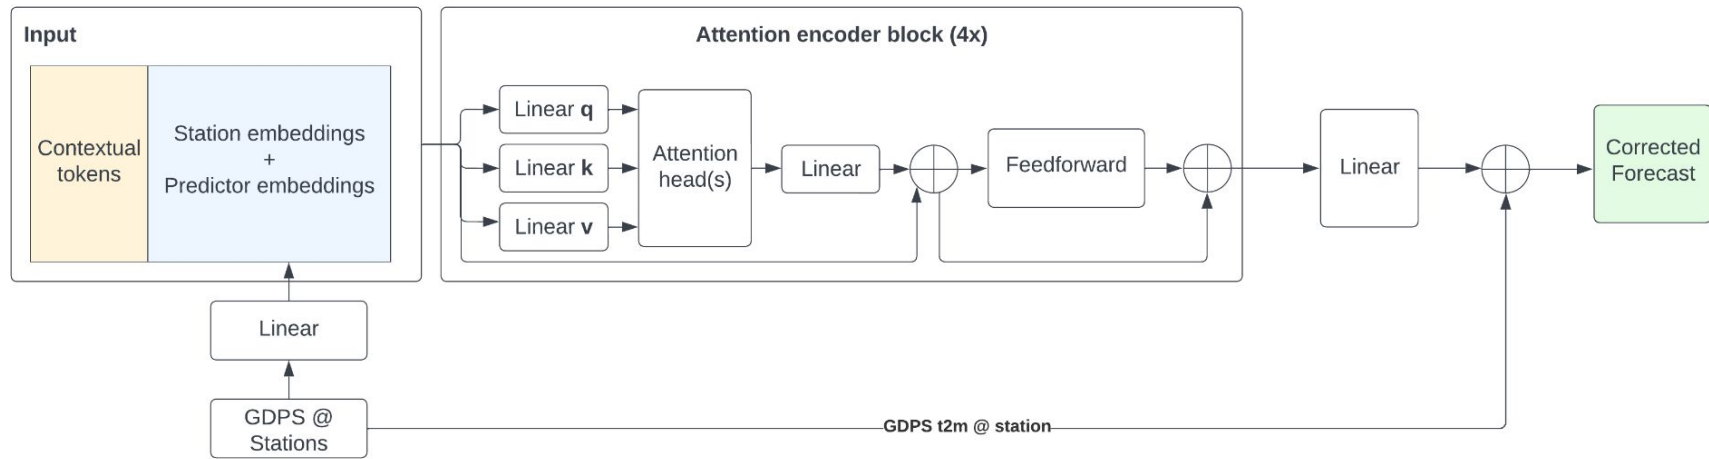 Input
Contextual
tokens
Station embeddings
+
Predictor embeddings
Linear
GDPS @
Stations
Attention encoder block (4x)
Linear q
Linear k
Linear v
Attention
head(s)
Linear
Feedforward
Linear
Corrected
Forecast
GDPS t2m @ station